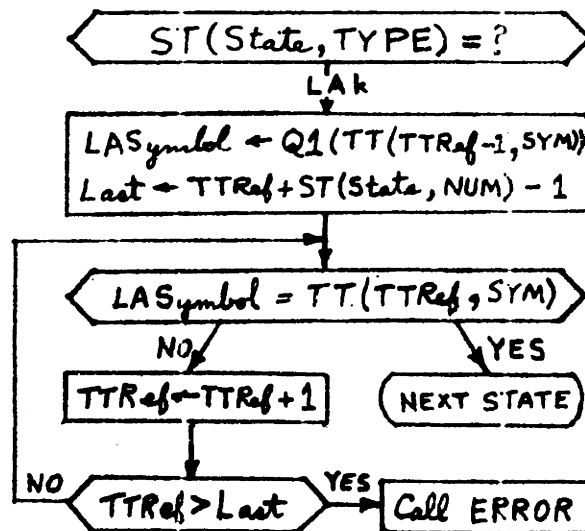 ST(State, TYPE) = ?
LAk
LASymbol ← Q1(TT(TTRef-1, SYM))
Last ← TTRef + ST(State, NUM) - 1
LASymbol = TT(TTRef, SYM)
NO
YES
TTRef ← TTRef + 1
NEXT STATE
NO
TTRef > Last
YES
Call ERROR